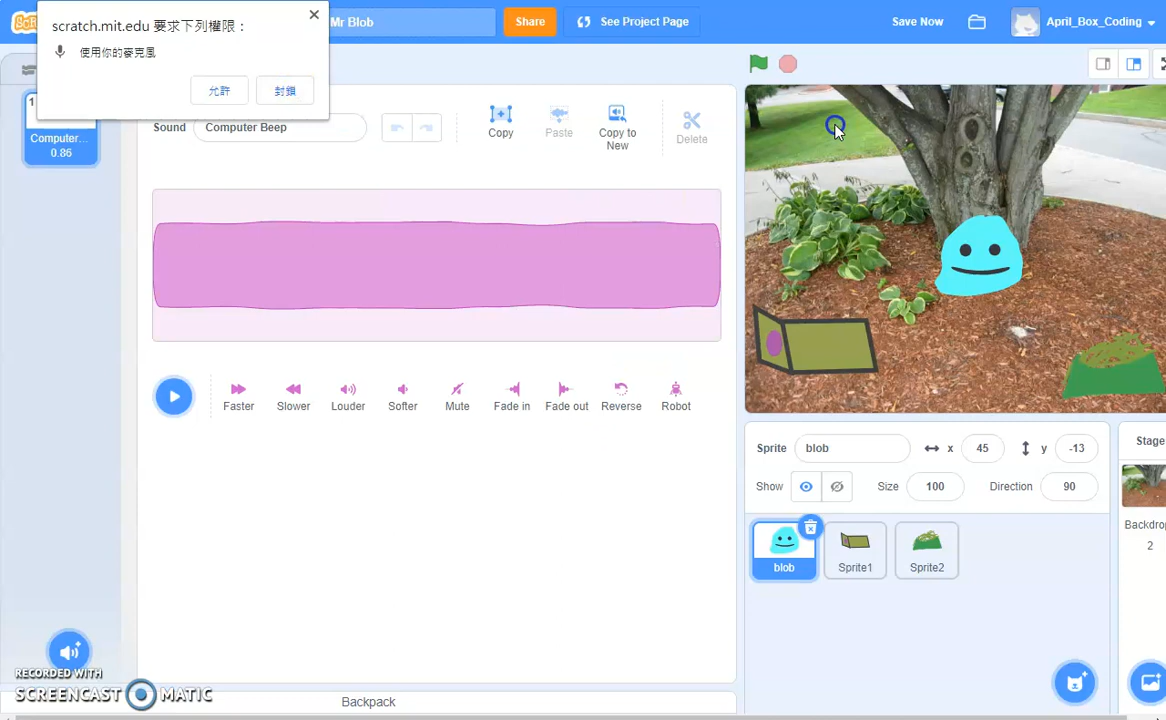 scratch.mit.edu 要求下列權限：
使用你的麥克風
允許 封鎖
Mr Blob Share See Project Page Save Now April_Box_Coding
1
Computer...
0.86
Sound Computer Beep Copy Paste Copy to New Delete
Faster Slower Louder Softer Mute Fade in Fade out Reverse Robot
Sprite blob x 45 y -13
Show Size 100 Direction 90
blob Sprite1 Sprite2
Stage
Backdrop
2
RECORDED WITH
SCREENCAST MATIC
Backpack